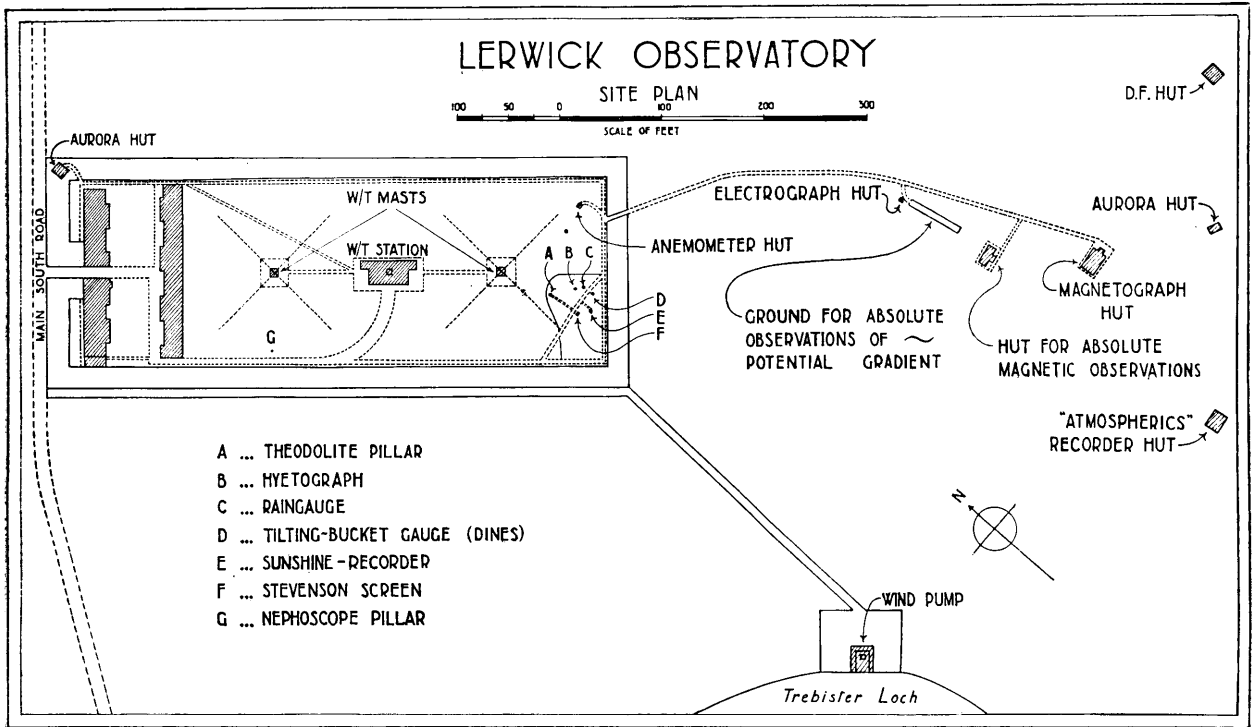 LERWICK OBSERVATORY
SITE PLAN
100 50 0 100 200 300
SCALE OF FEET
D.F. HUT
AURORA HUT
W/T MASTS
ELECTROGRAPH HUT
AURORA HUT
MAIN SOUTH ROAD
W/T STATION
ANEMOMETER HUT
A B C
D
E
F
G
MAGNETOGRAPH
HUT
GROUND FOR ABSOLUTE
OBSERVATIONS OF ~
POTENTIAL GRADIENT
HUT FOR ABSOLUTE
MAGNETIC OBSERVATIONS
"ATMOSPHERICS"
RECORDER HUT
A ... THEODOLITE PILLAR
B ... HYETOGRAPH
C ... RAINGAUGE
D ... TILTING-BUCKET GAUGE (DINES)
E ... SUNSHINE-RECORDER
F ... STEVENSON SCREEN
G ... NEPHOSCOPE PILLAR
N
WIND PUMP
Trebister Loch